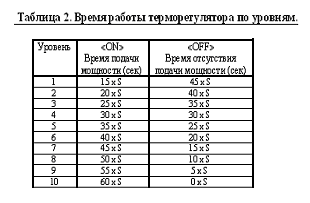 Таблица 2. Время работы терморегулятора по уровням.
Уровень «ON» Время подачи мощности (сек) «OFF» Время отсутствия подачи мощности (сек)
1 15 x S 45 x S
2 20 x S 40 x S
3 25 x S 35 x S
4 30 x S 30 x S
5 35 x S 25 x S
6 40 x S 20 x S
7 45 x S 15 x S
8 50 x S 10 x S
9 55 x S 5 x S
10 60 x S 0 x S